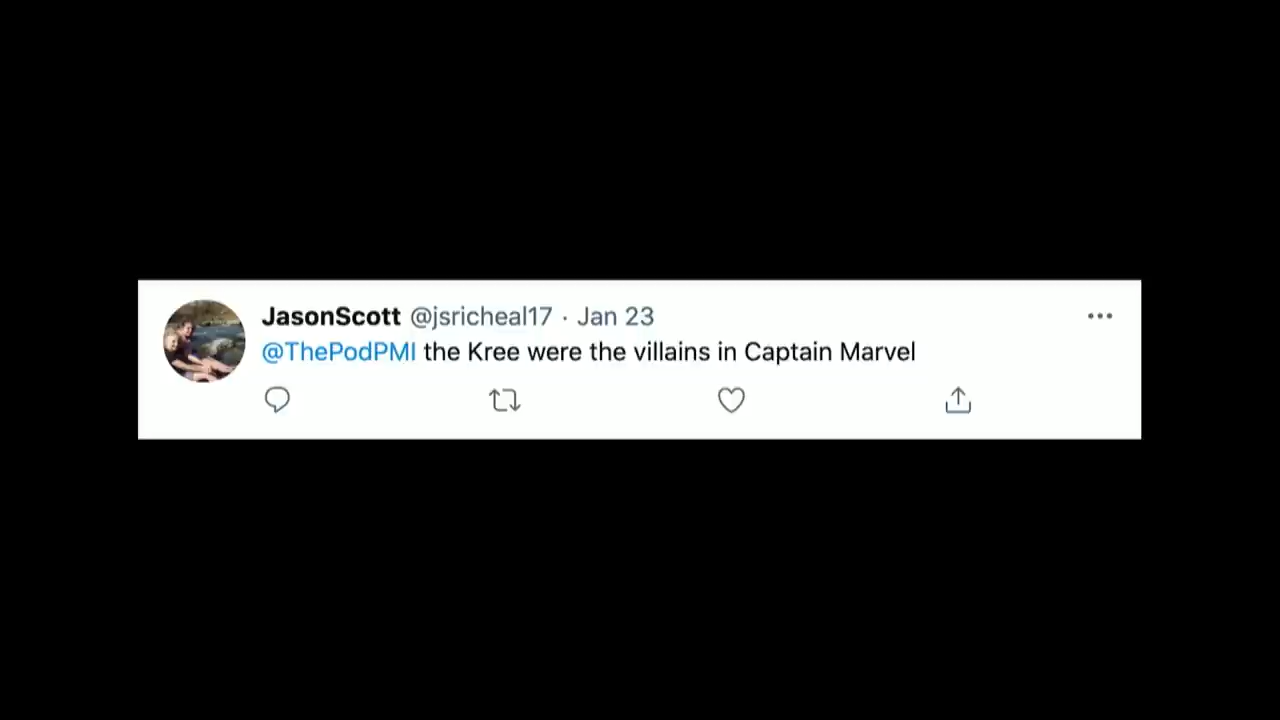 JasonScott @jsricheal17 · Jan 23
@ThePodPMI the Kree were the villains in Captain Marvel